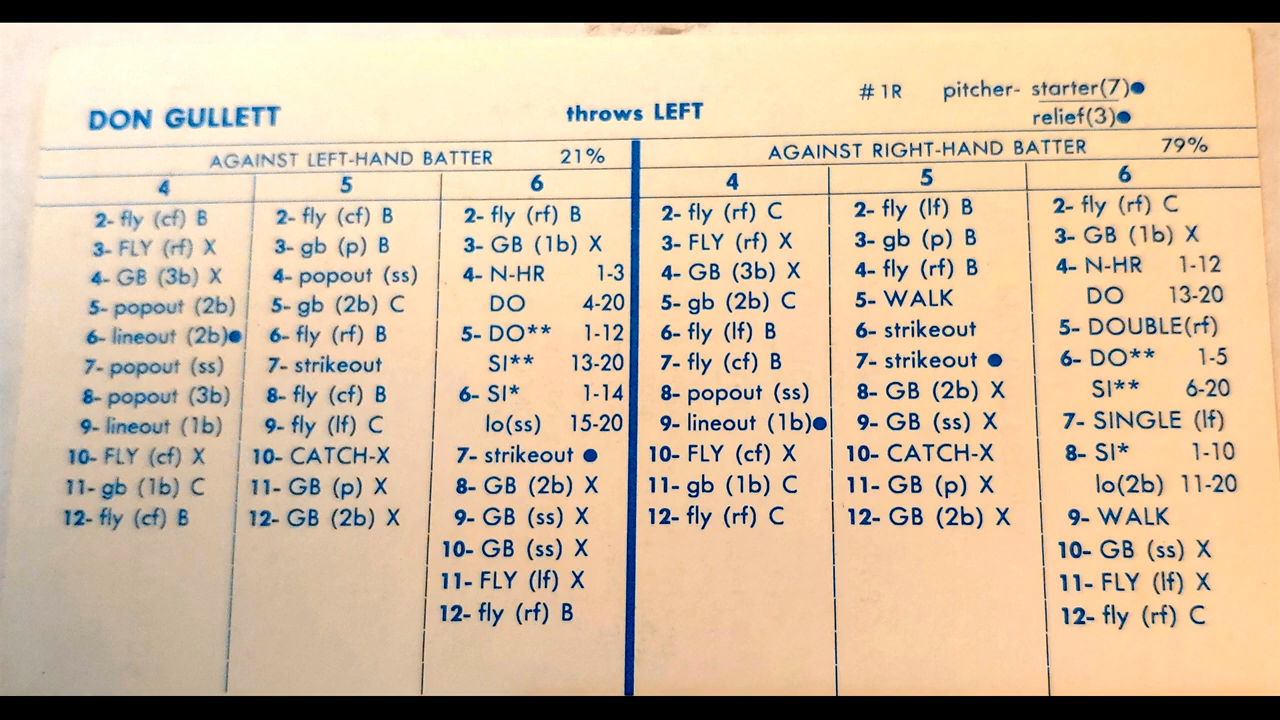 # 1R pitcher- starter(7)●
DON GULLETT throws LEFT relief(3)●
AGAINST LEFT-HAND BATTER 21% AGAINST RIGHT-HAND BATTER 79%
4 5 6 4 5 6
2- fly (cf) B 2- fly (cf) B 2- fly (rf) B 2- fly (rf) C 2- fly (lf) B 2- fly (rf) C
3- FLY (rf) X 3- gb (p) B 3- GB (1b) X 3- FLY (rf) X 3- gb (p) B 3- GB (1b) X
4- GB (3b) X 4- popout (ss) 4- N-HR 1-3 4- GB (3b) X 4- fly (rf) B 4- N-HR 1-12
5- popout (2b) 5- gb (2b) C DO 4-20 5- gb (2b) C 5- WALK DO 13-20
6- lineout (2b)● 6- fly (rf) B 5- DO** 1-12 6- fly (lf) B 6- strikeout 5- DOUBLE(rf)
7- popout (ss) 7- strikeout SI** 13-20 7- fly (cf) B 7- strikeout ● 6- DO** 1-5
8- popout (3b) 8- fly (cf) B 6- SI* 1-14 8- popout (ss) 8- GB (2b) X SI** 6-20
9- lineout (1b) 9- fly (lf) C lo(ss) 15-20 9- lineout (1b)● 9- GB (ss) X 7- SINGLE (lf)
10- FLY (cf) X 10- CATCH-X 7- strikeout ● 10- FLY (cf) X 10- CATCH-X 8- SI* 1-10
11- gb (1b) C 11- GB (p) X 8- GB (2b) X 11- gb (1b) C 11- GB (p) X lo(2b) 11-20
12- fly (cf) B 12- GB (2b) X 9- GB (ss) X 12- fly (rf) C 12- GB (2b) X 9- WALK
10- GB (ss) X 10- GB (ss) X
11- FLY (lf) X 11- FLY (lf) X
12- fly (rf) B 12- fly (rf) C